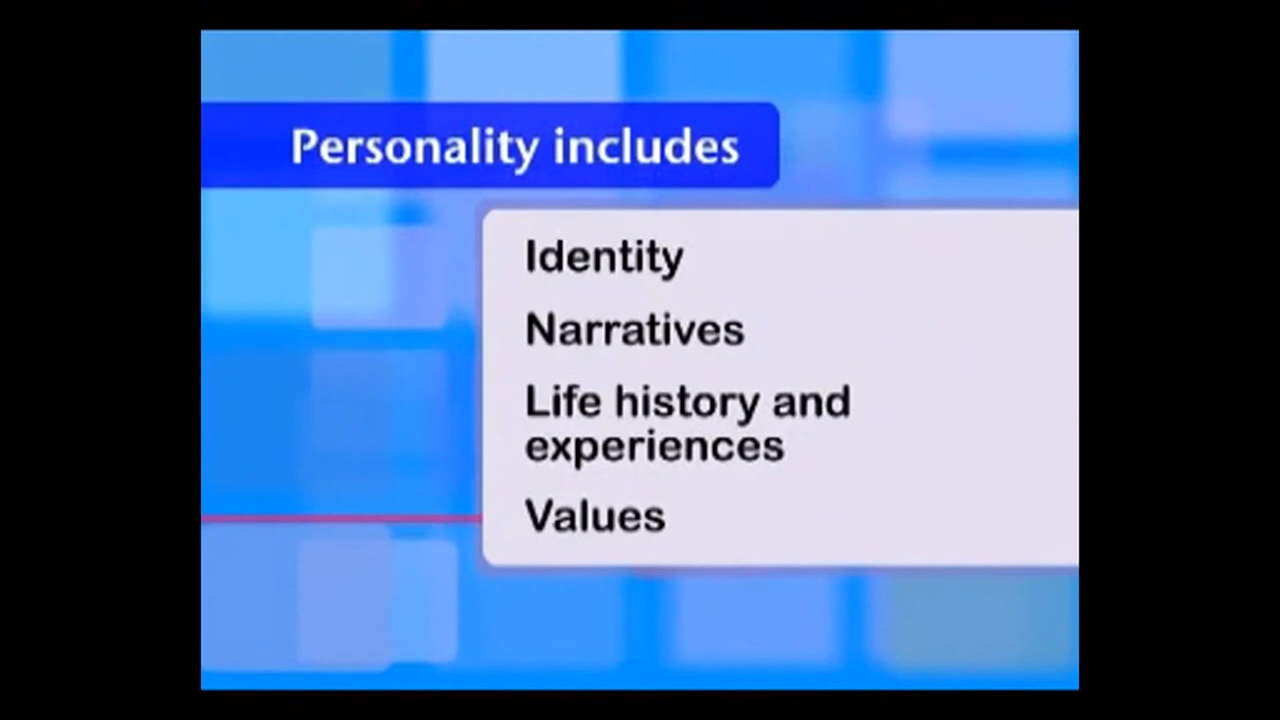 Personality includes
Identity
Narratives
Life history and
experiences
Values